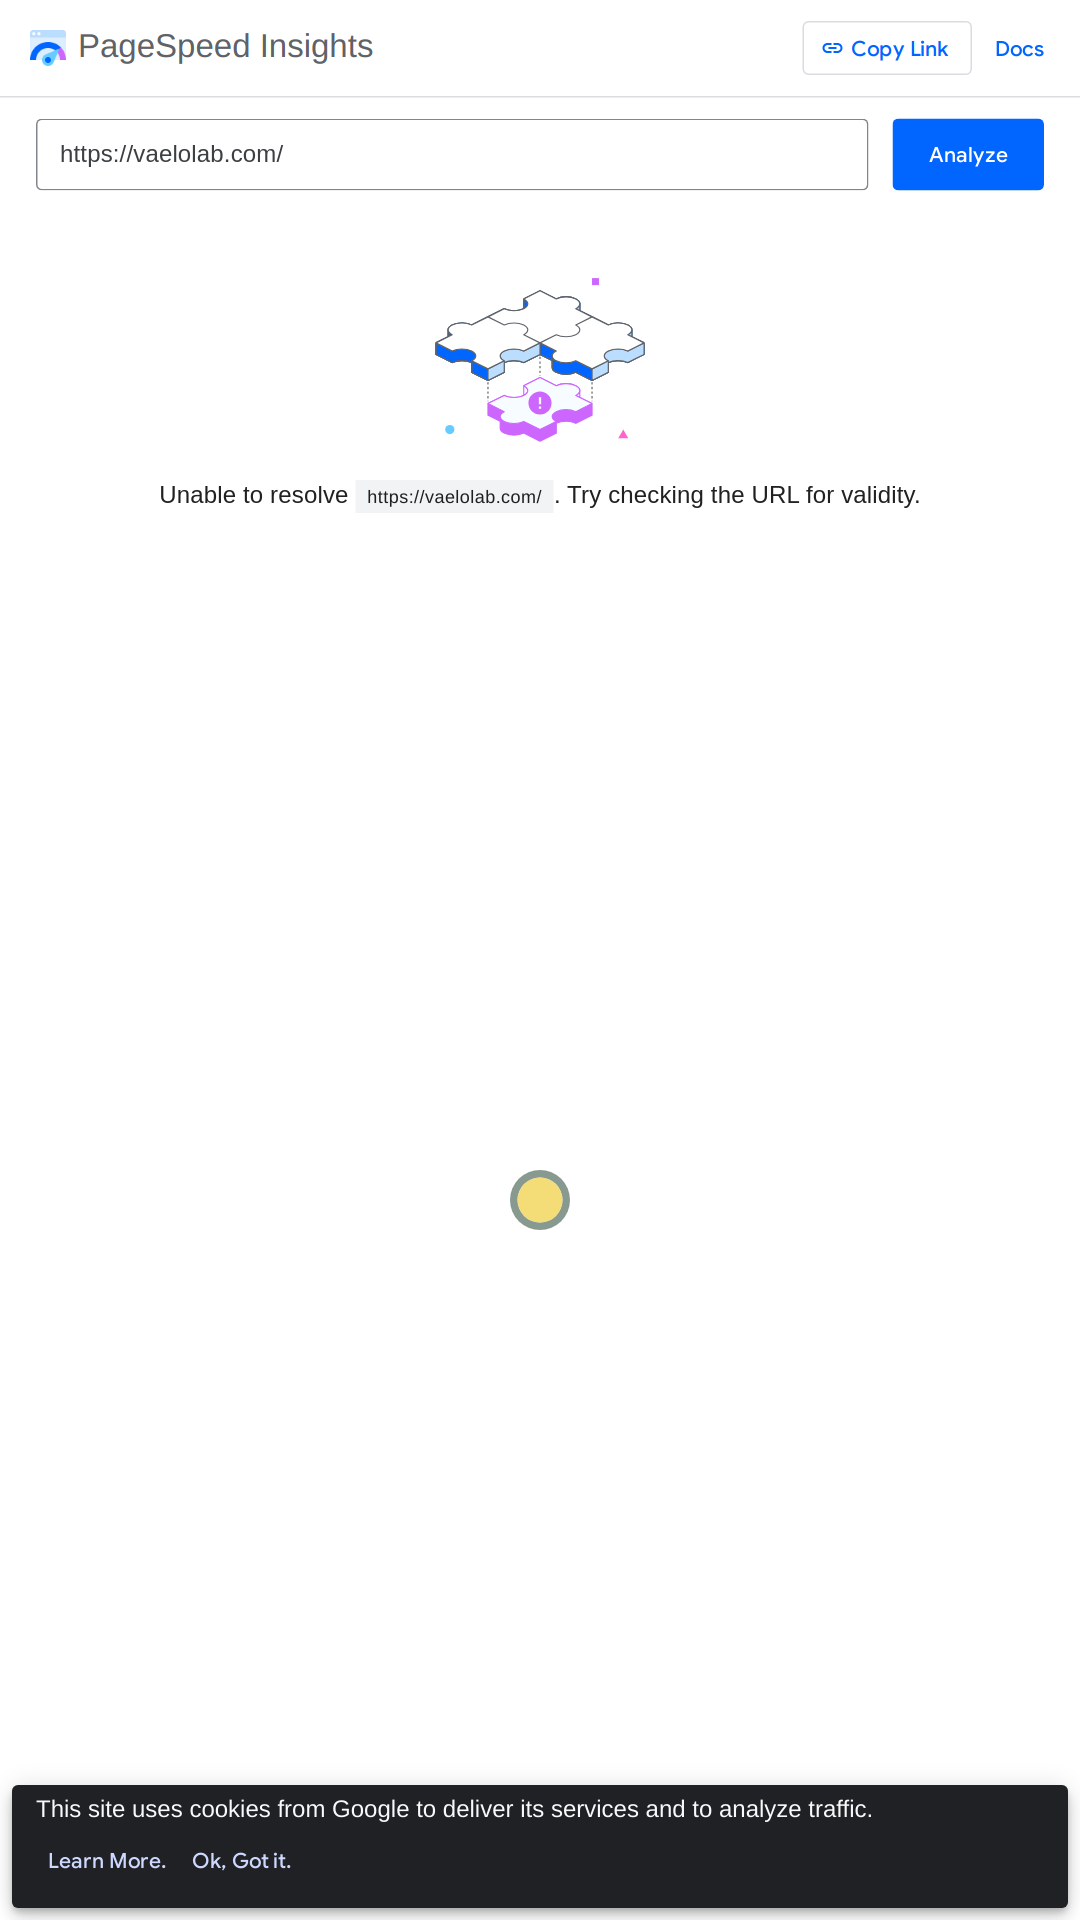 PageSpeed Insights
Copy Link
Docs
https://vaelolab.com/
Analyze
Unable to resolve https://vaelolab.com/ . Try checking the URL for validity.
This site uses cookies from Google to deliver its services and to analyze traffic.
Learn More. Ok, Got it.